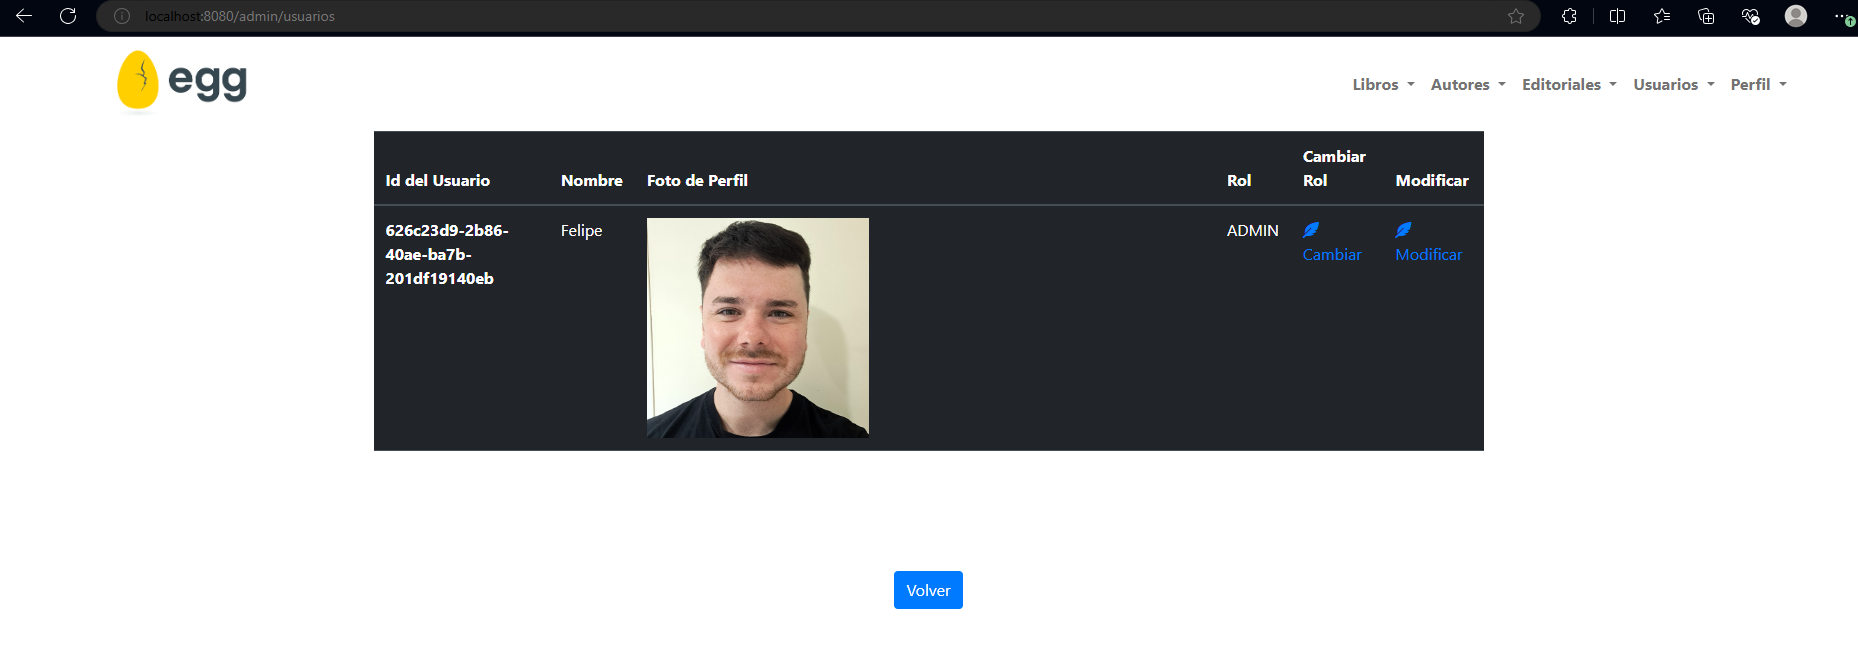 localhost:8080/admin/usuarios
egg
Libros Autores Editoriales Usuarios Perfil
Id del Usuario Nombre Foto de Perfil Rol Cambiar Rol Modificar
626c23d9-2b86-
40ae-ba7b-
201df19140eb
Felipe
ADMIN
Cambiar
Modificar
Volver